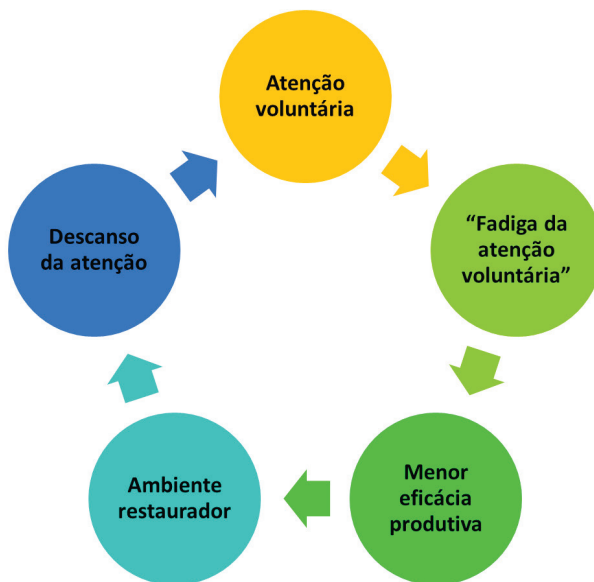 Atenção
voluntária
“Fadiga da
atenção
voluntária”
Menor
eficácia
produtiva
Ambiente
restaurador
Descanso
da atenção